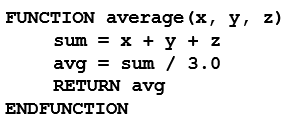 FUNCTION average(x, y, z)
    sum = x + y + z
    avg = sum / 3.0
    RETURN avg
ENDFUNCTION